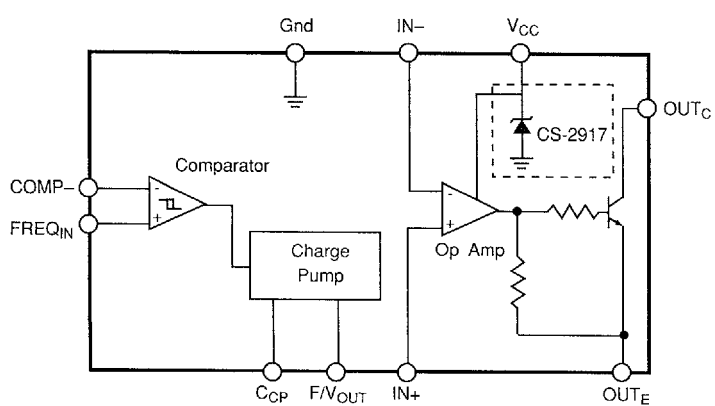 Gnd
IN–
VCC
CS-2917
OUTC
Comparator
COMP–
FREQIN
-
+
-
+
Op Amp
Charge
Pump
CCP
F/VOUT
IN+
OUTE